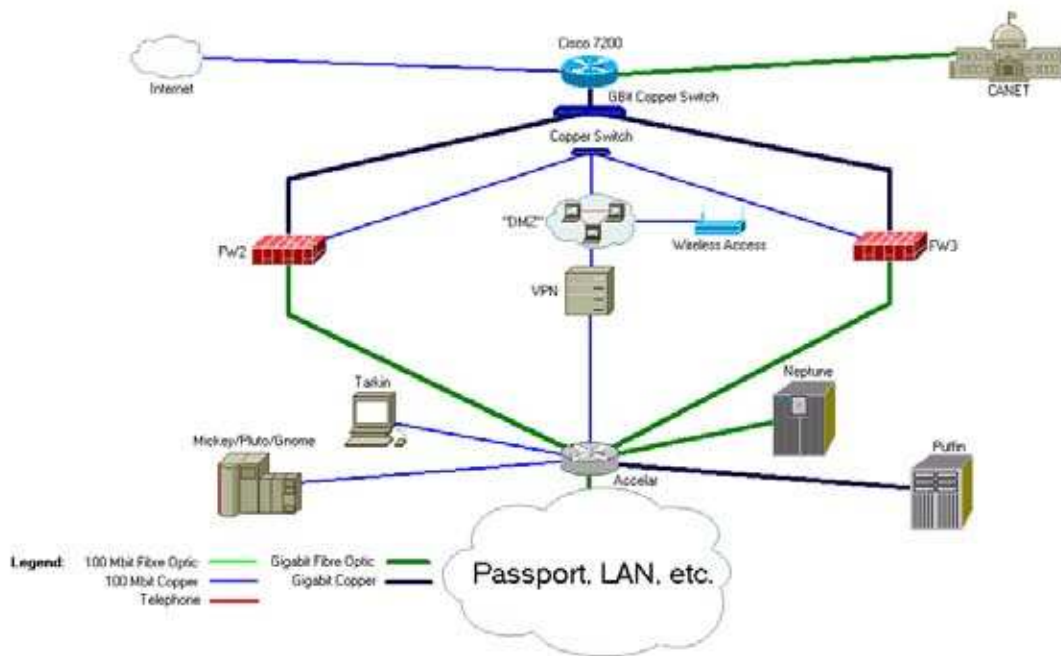 Cisco 7200
Internet
CANET
GBit Copper Switch
Copper Switch
"DMZ"
Wireless Access
FW2
FW3
VPN
Tarkin
Neptune
Mickey/Pluto/Gnome
Puffin
Accelar
Passport, LAN, etc.
Legend: 100 Mbit Fibre Optic Gigabit Fibre Optic
100 Mbit Copper Gigabit Copper
Telephone